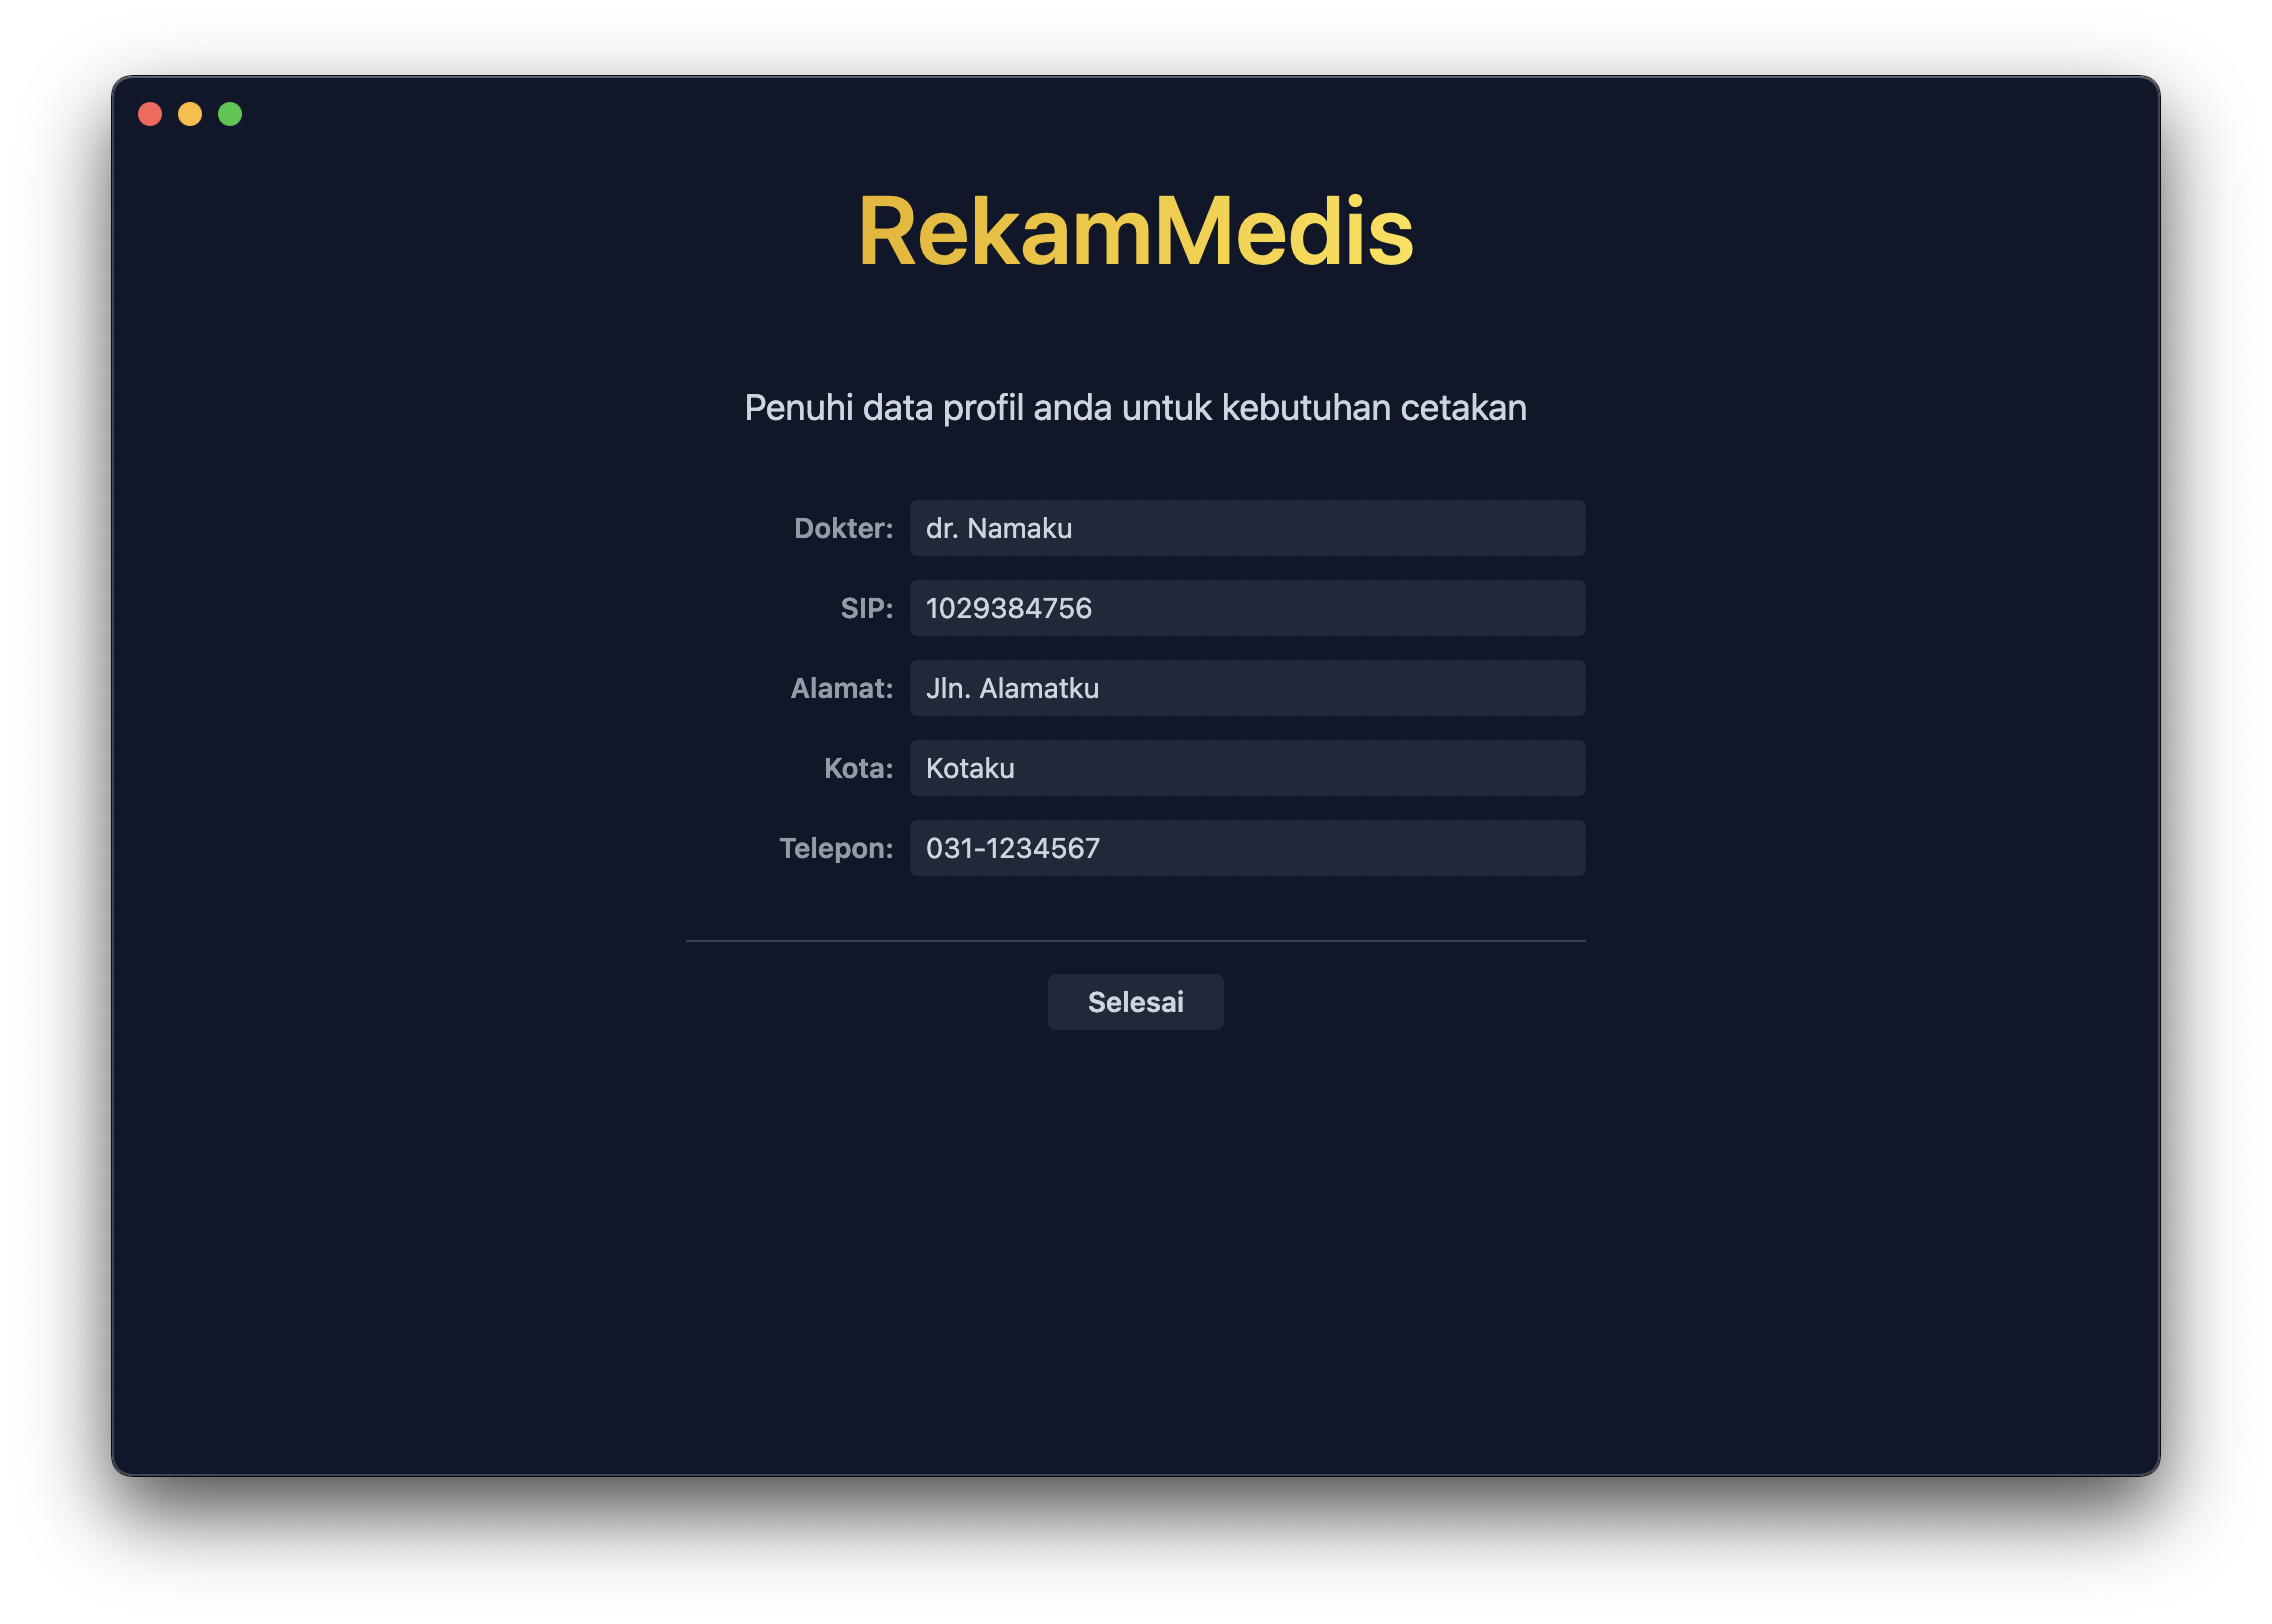 RekamMedis
Penuhi data profil anda untuk kebutuhan cetakan
Dokter: dr. Namaku
SIP: 1029384756
Alamat: Jln. Alamatku
Kota: Kotaku
Telepon: 031-1234567
Selesai